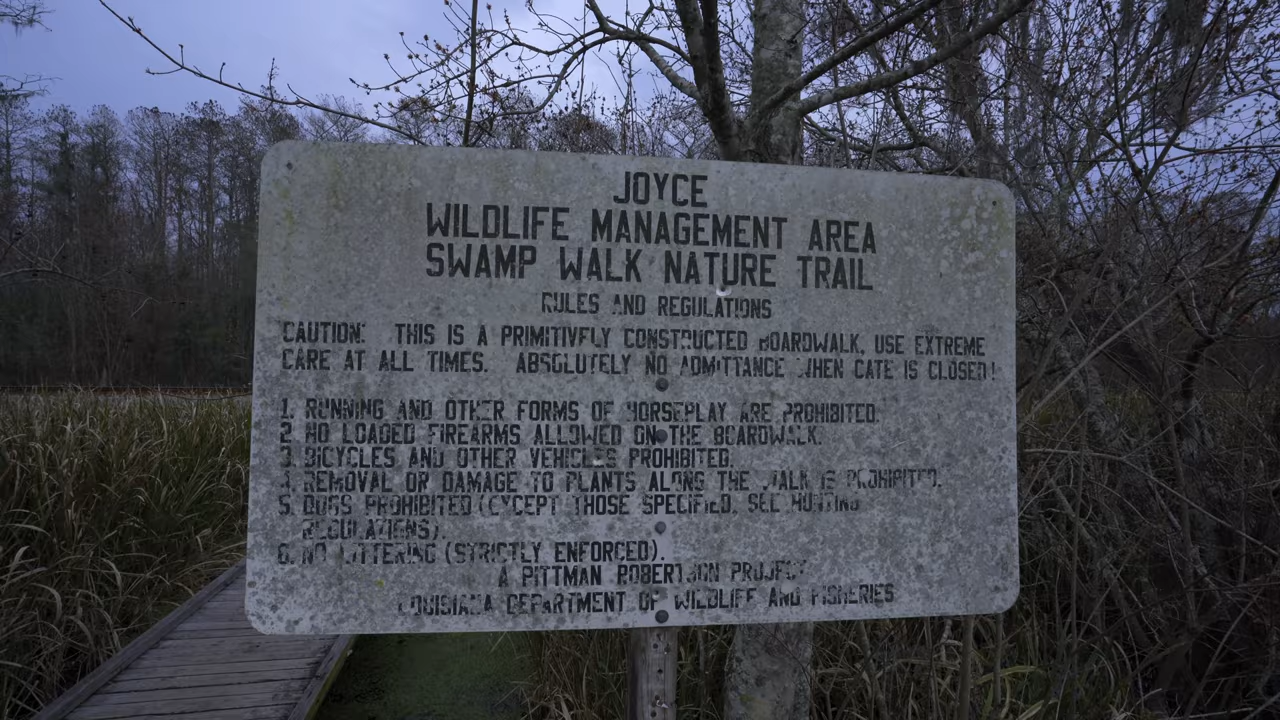 JOYCE
WILDLIFE MANAGEMENT AREA
SWAMP WALK NATURE TRAIL
RULES AND REGULATIONS
CAUTION: THIS IS A PRIMITIVELY CONSTRUCTED BOARDWALK, USE EXTREME
CARE AT ALL TIMES. ABSOLUTELY NO ADMITTANCE WHEN GATE IS CLOSED!
1. RUNNING AND OTHER FORMS OF HORSEPLAY ARE PROHIBITED.
2. NO LOADED FIREARMS ALLOWED ON THE BOARDWALK.
3. BICYCLES AND OTHER VEHICLES PROHIBITED.
4. REMOVAL OR DAMAGE TO PLANTS ALONG THE WALK IS PROHIBITED.
5. DOGS PROHIBITED (EXCEPT THOSE SPECIFIED, SEE HUNTING
REGULATIONS).
6. NO LITTERING (STRICTLY ENFORCED).
A PITTMAN ROBERTSON PROJECT
LOUISIANA DEPARTMENT OF WILDLIFE AND FISHERIES